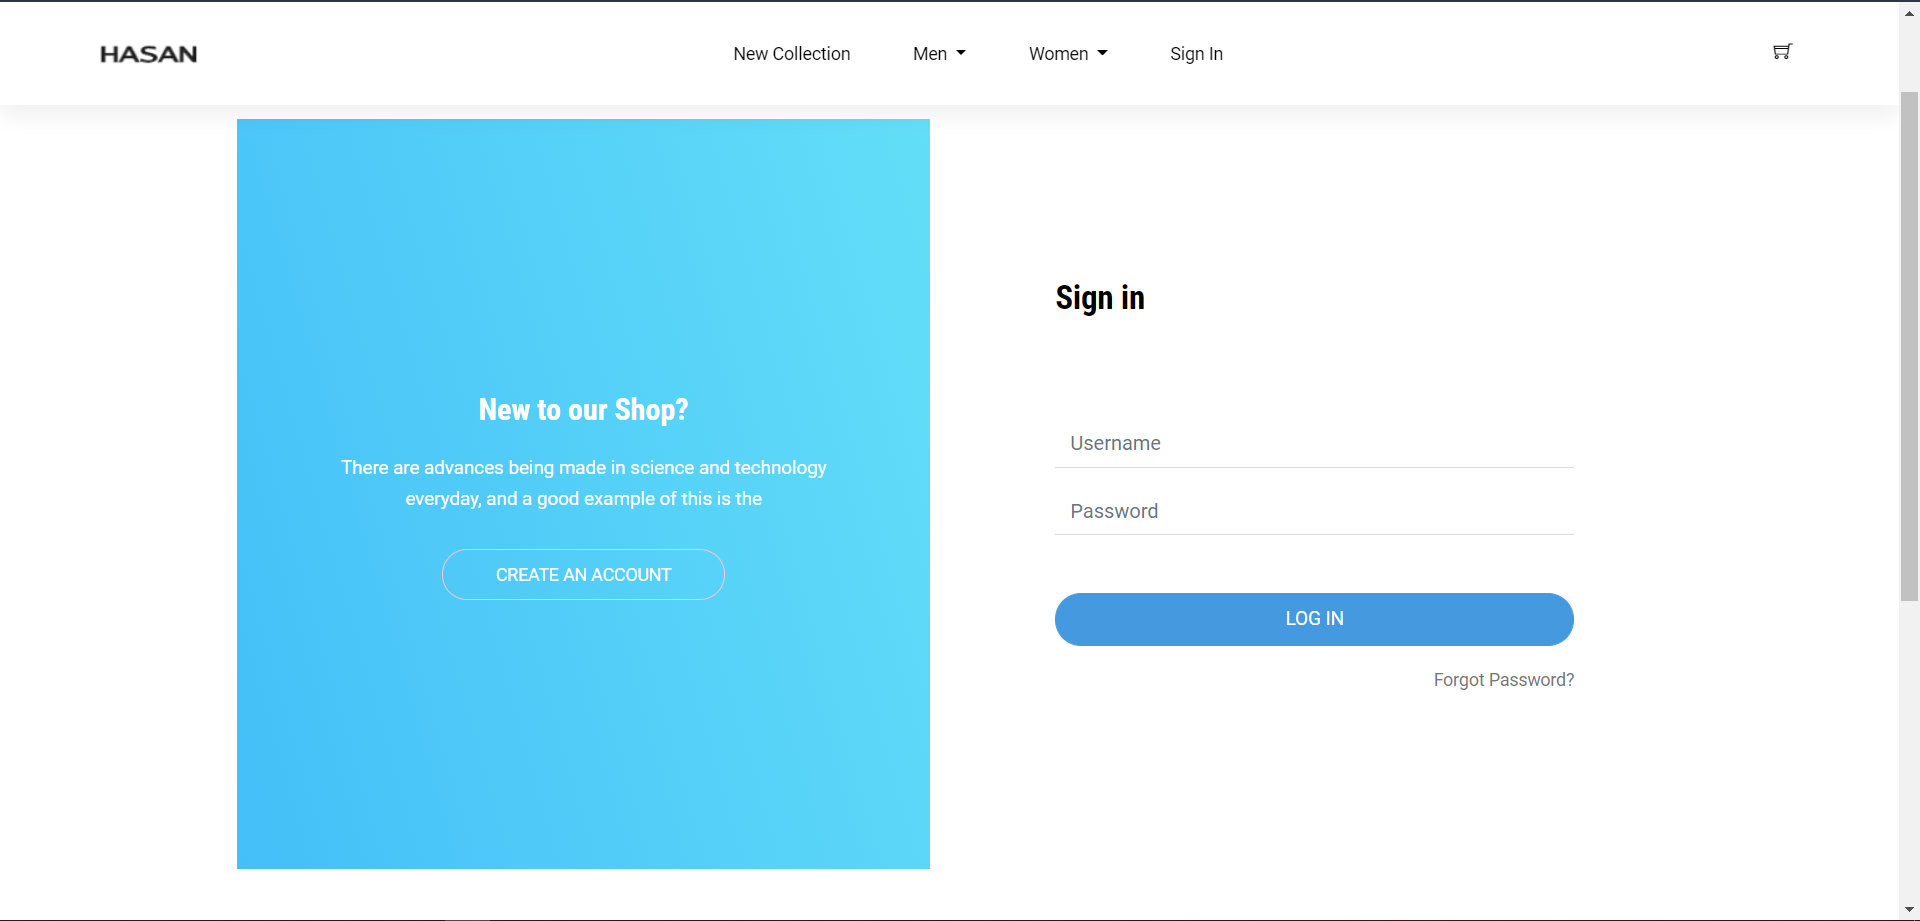 HASAN
New Collection
Men
Women
Sign In
New to our Shop?
There are advances being made in science and technology
everyday, and a good example of this is the
CREATE AN ACCOUNT
Sign in
Username
Password
LOG IN
Forgot Password?